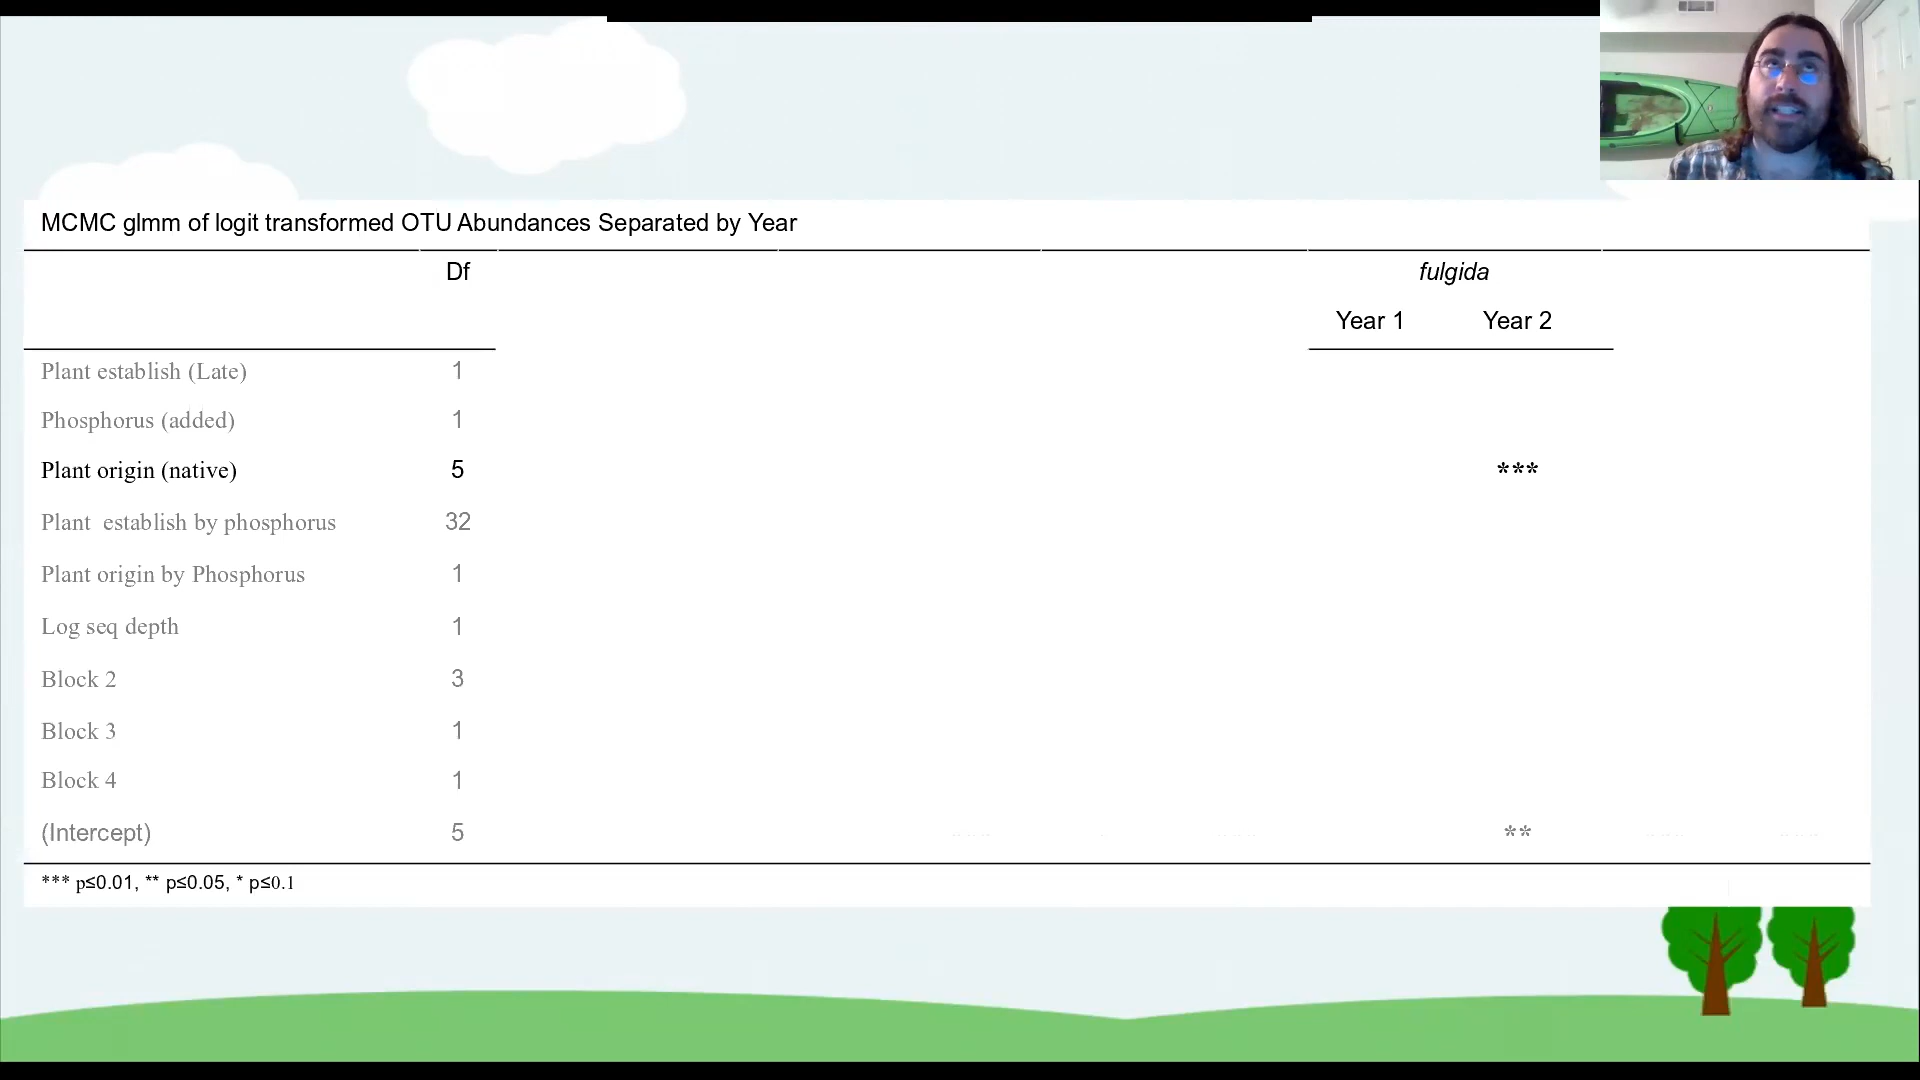 MCMC glmm of logit transformed OTU Abundances Separated by Year
Df fulgida
Year 1 Year 2
Plant establish (Late) 1
Phosphorus (added) 1
Plant origin (native) 5 ***
Plant establish by phosphorus 32
Plant origin by Phosphorus 1
Log seq depth 1
Block 2 3
Block 3 1
Block 4 1
(Intercept) 5 **
*** p≤0.01, ** p≤0.05, * p≤0.1